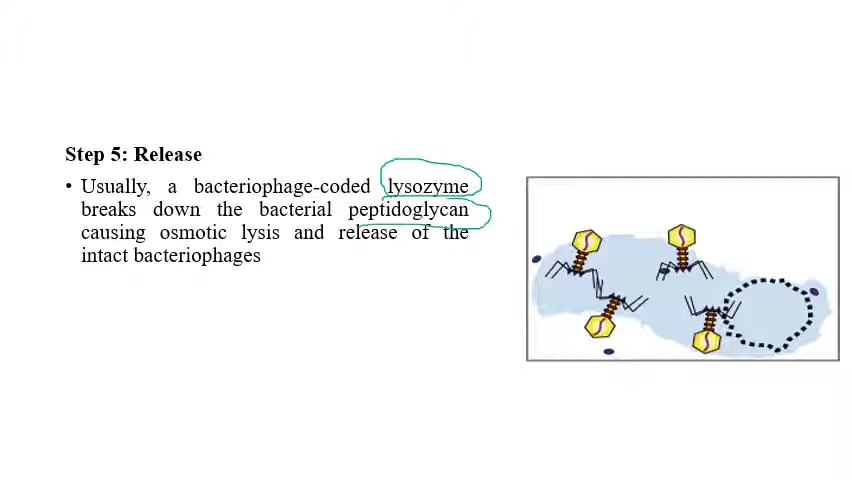 Step 5: Release
• Usually, a bacteriophage-coded lysozyme
breaks down the bacterial peptidoglycan
causing osmotic lysis and release of the
intact bacteriophages